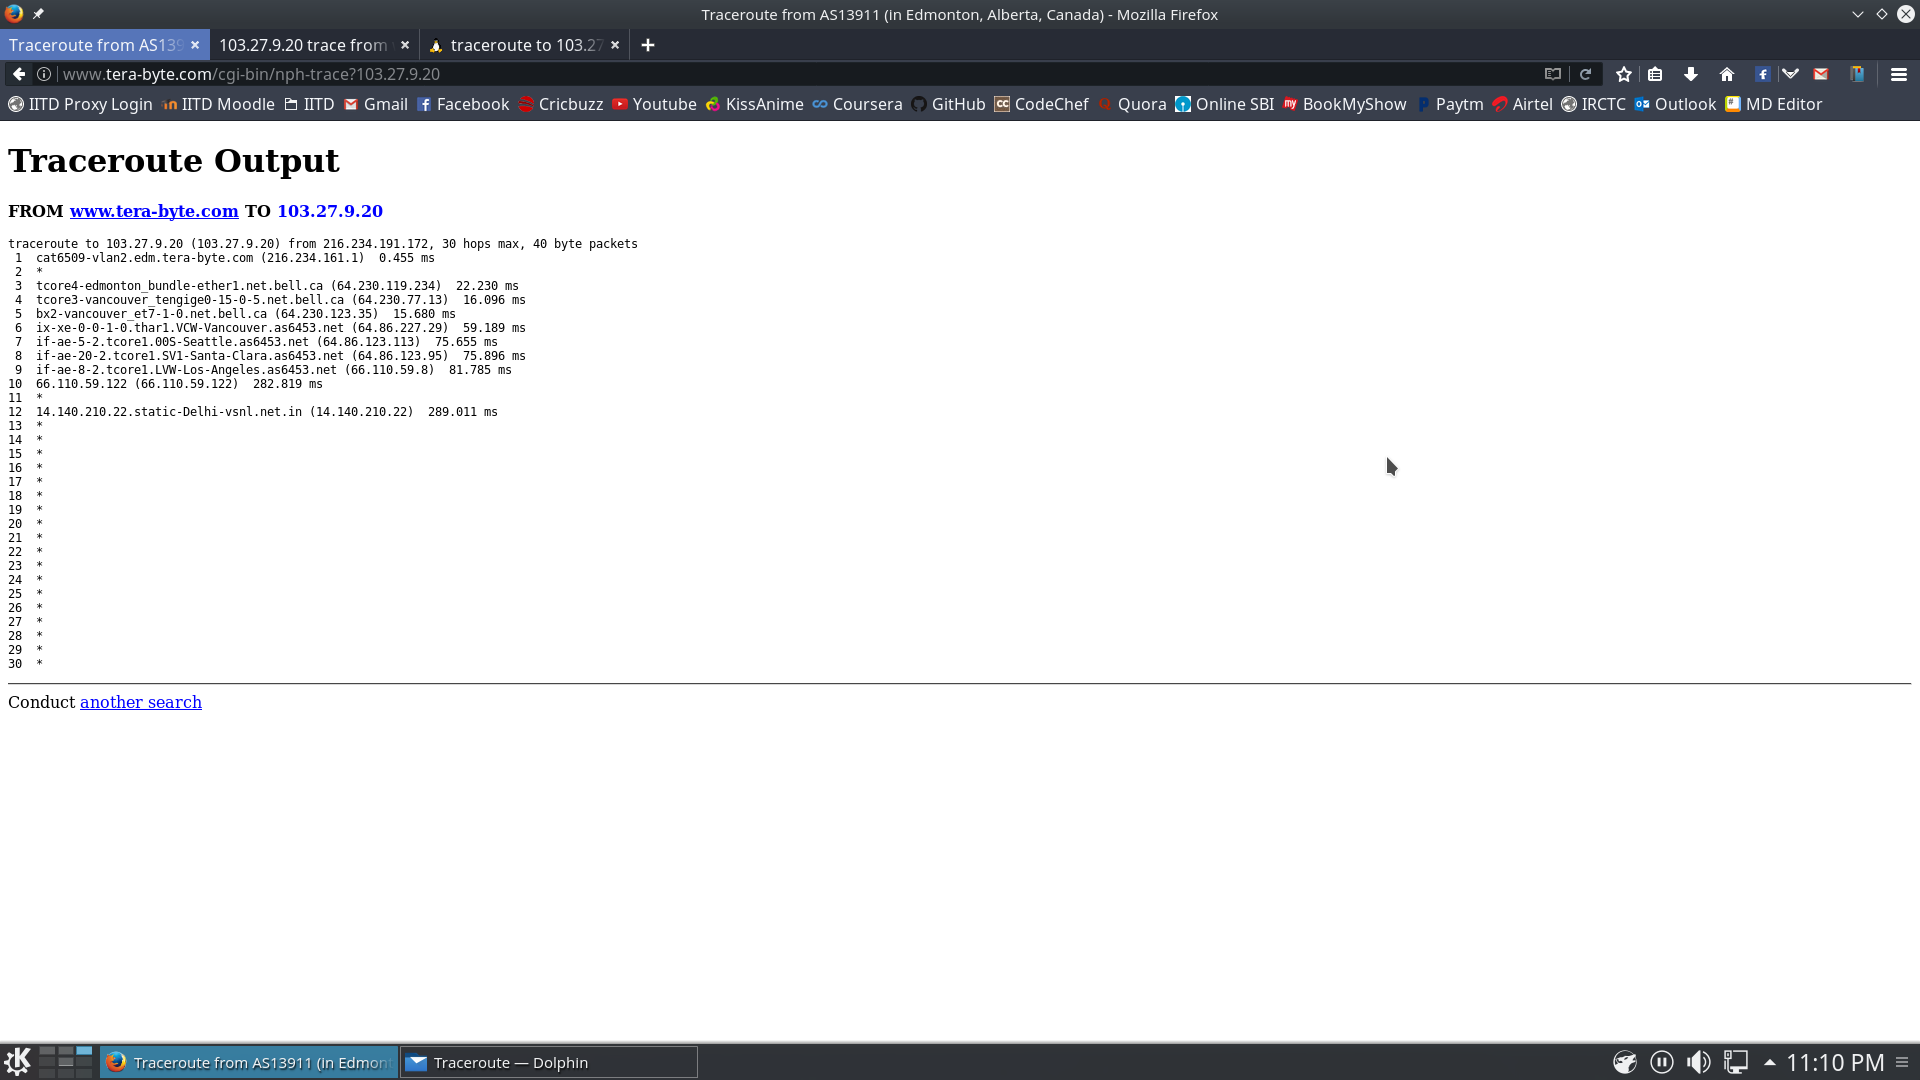 Traceroute from AS13911 (in Edmonton, Alberta, Canada) - Mozilla Firefox
Traceroute from AS139
103.27.9.20 trace from
traceroute to 103.27
www.tera-byte.com/cgi-bin/nph-trace?103.27.9.20
IITD Proxy Login IITD Moodle IITD Gmail Facebook Cricbuzz Youtube KissAnime Coursera GitHub CodeChef Quora Online SBI BookMyShow Paytm Airtel IRCTC Outlook MD Editor
Traceroute Output
FROM www.tera-byte.com TO 103.27.9.20
traceroute to 103.27.9.20 (103.27.9.20) from 216.234.191.172, 30 hops max, 40 byte packets
1 cat6509-vlan2.edm.tera-byte.com (216.234.161.1) 0.455 ms
2 *
3 tcore4-edmonton_bundle-ether1.net.bell.ca (64.230.119.234) 22.230 ms
4 tcore3-vancouver_tengige0-15-0-5.net.bell.ca (64.230.77.13) 16.096 ms
5 bx2-vancouver_et7-1-0.net.bell.ca (64.230.123.35) 15.680 ms
6 ix-xe-0-0-1-0.thar1.VCW-Vancouver.as6453.net (64.86.227.29) 59.189 ms
7 if-ae-5-2.tcore1.00S-Seattle.as6453.net (64.86.123.113) 75.655 ms
8 if-ae-20-2.tcore1.SV1-Santa-Clara.as6453.net (64.86.123.95) 75.896 ms
9 if-ae-8-2.tcore1.LVW-Los-Angeles.as6453.net (66.110.59.8) 81.785 ms
10 66.110.59.122 (66.110.59.122) 282.819 ms
11 *
12 14.140.210.22.static-Delhi-vsnl.net.in (14.140.210.22) 289.011 ms
13 *
14 *
15 *
16 *
17 *
18 *
19 *
20 *
21 *
22 *
23 *
24 *
25 *
26 *
27 *
28 *
29 *
30 *
Conduct another search
Traceroute from AS13911 (in Edmont
Traceroute — Dolphin
11:10 PM